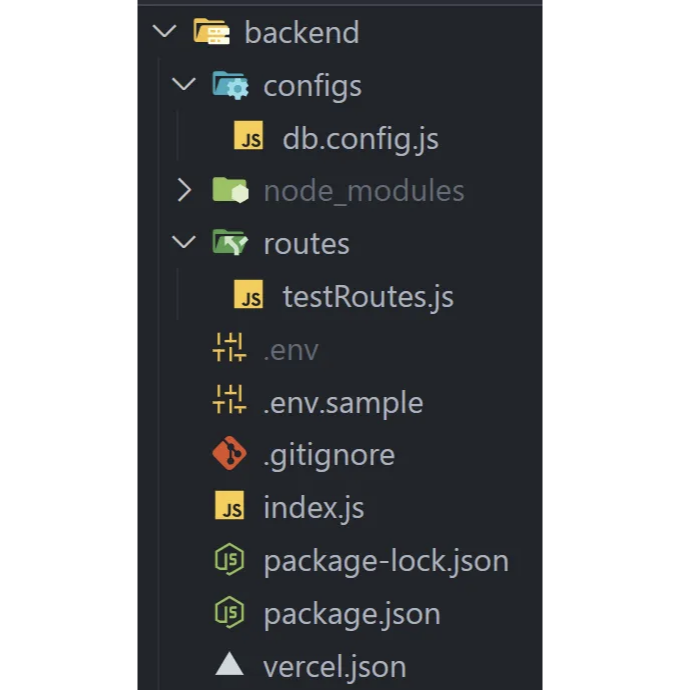 backend
configs
JS db.config.js
node_modules
routes
JS testRoutes.js
.env
.env.sample
.gitignore
JS index.js
JS package-lock.json
JS package.json
vercel.json